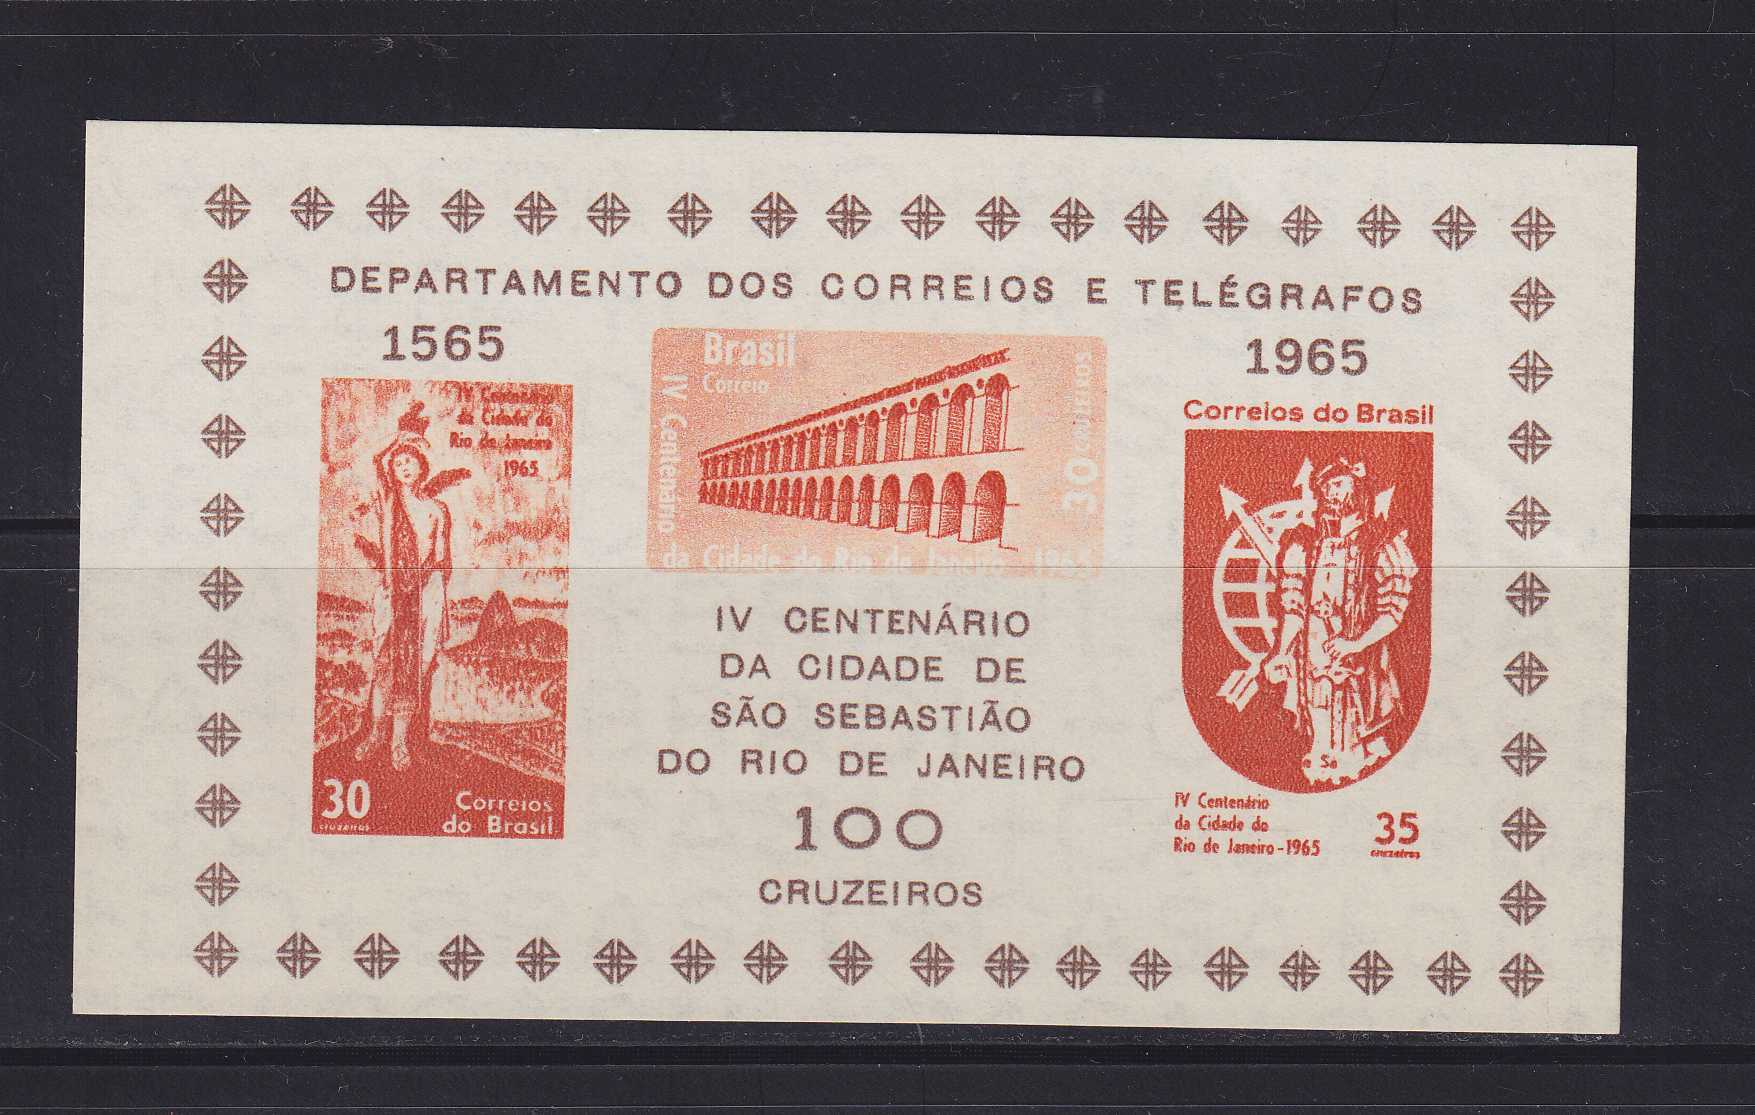 DEPARTAMENTO DOS CORREIOS E TELÉGRAFOS
1565
1965
IV Centenário
da Cidade do
Rio de Janeiro
1965
30
cruzeiros
Correios
do Brasil
Brasil
Correio
IV Centenário
da Cidade do Rio de Janeiro - 1965
30 CRUZEIROS
IV CENTENÁRIO
DA CIDADE DE
SÃO SEBASTIÃO
DO RIO DE JANEIRO
100
CRUZEIROS
Correios do Brasil
IV Centenário
da Cidade do
Rio de Janeiro - 1965
35
cruzeiros